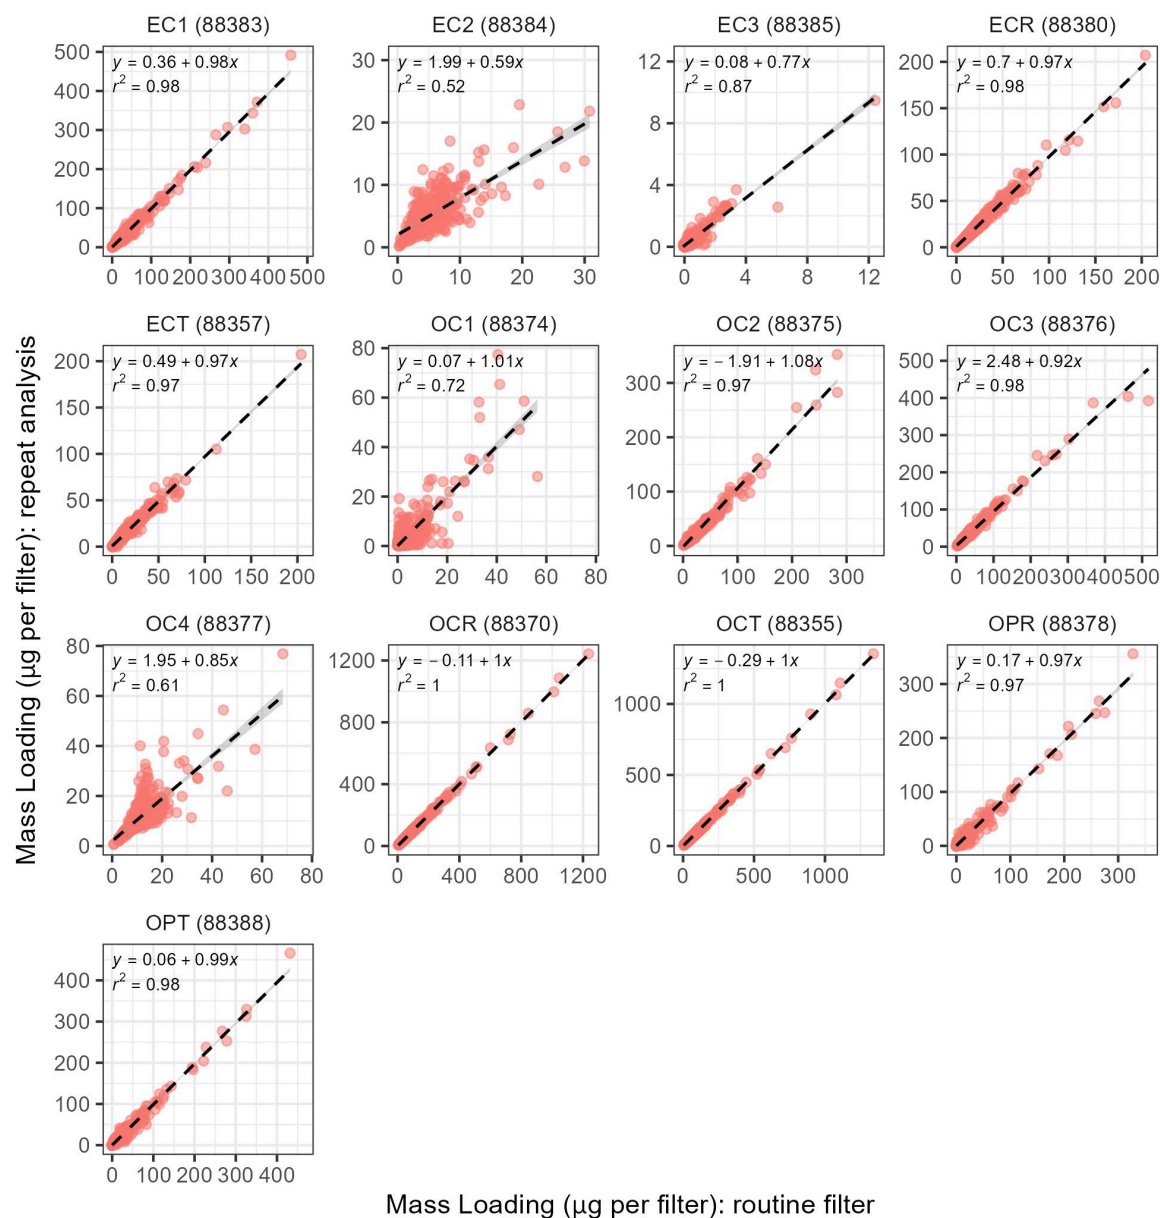 EC1 (88383)
y = 0.36 + 0.98x
r² = 0.98
500
400
300
200
100
0
0 100 200 300 400 500
EC2 (88384)
y = 1.99 + 0.59x
r² = 0.52
30
20
10
0
0 10 20 30
EC3 (88385)
y = 0.08 + 0.77x
r² = 0.87
12
8
4
0
0 4 8 12
ECR (88380)
y = 0.7 + 0.97x
r² = 0.98
200
150
100
50
0
0 50 100 150 200
ECT (88357)
y = 0.49 + 0.97x
r² = 0.97
200
150
100
50
0
0 50 100 150 200
OC1 (88374)
y = 0.07 + 1.01x
r² = 0.72
80
60
40
20
0
0 20 40 60 80
OC2 (88375)
y = − 1.91 + 1.08x
r² = 0.97
300
200
100
0
0 100 200 300
OC3 (88376)
y = 2.48 + 0.92x
r² = 0.98
500
400
300
200
100
0
0 100 200 300 400 500
OC4 (88377)
y = 1.95 + 0.85x
r² = 0.61
80
60
40
20
0
0 20 40 60 80
OCR (88370)
y = − 0.11 + 1x
r² = 1
1200
800
400
0
0 400 800 1200
OCT (88355)
y = − 0.29 + 1x
r² = 1
1000
500
0
0 500 1000
OPR (88378)
y = 0.17 + 0.97x
r² = 0.97
300
200
100
0
0 100 200 300
OPT (88388)
y = 0.06 + 0.99x
r² = 0.98
400
300
200
100
0
0 100 200 300 400
Mass Loading (µg per filter): repeat analysis
Mass Loading (µg per filter): routine filter